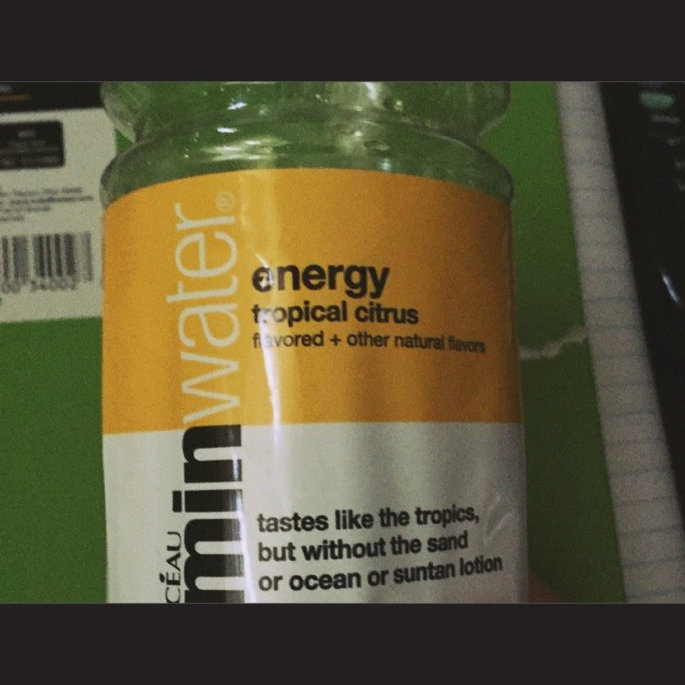 energy
tropical citrus
flavored + other natural flavors
tastes like the tropics,
but without the sand
or ocean or suntan lotion
minwater®
CÉAU